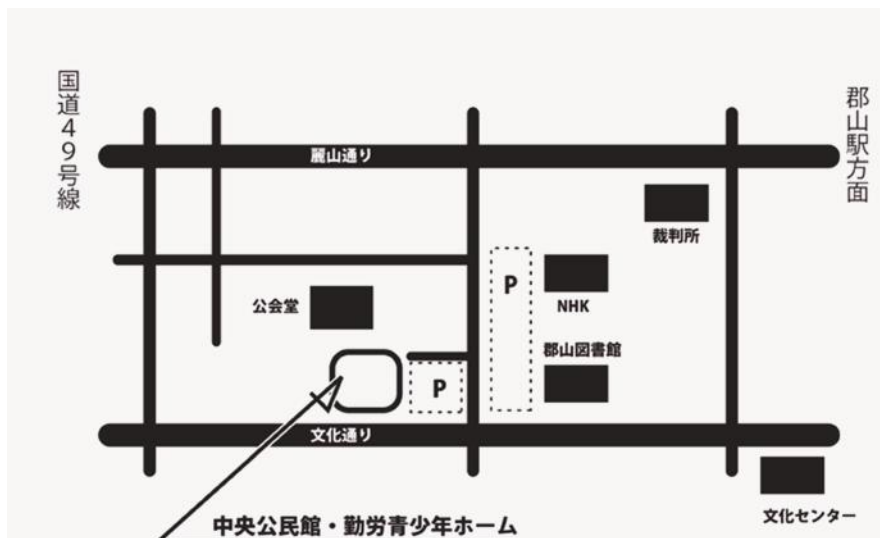 国道４９号線
郡山駅方面
麗山通り
裁判所
P
NHK
公会堂
郡山図書館
P
文化通り
文化センター
中央公民館・勤労青少年ホーム